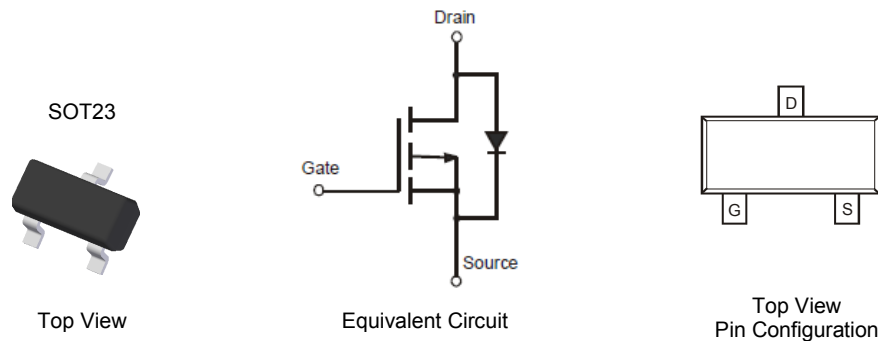 SOT23
Top View
Drain
Gate
Source
Equivalent Circuit
D
G
S
Top View
Pin Configuration